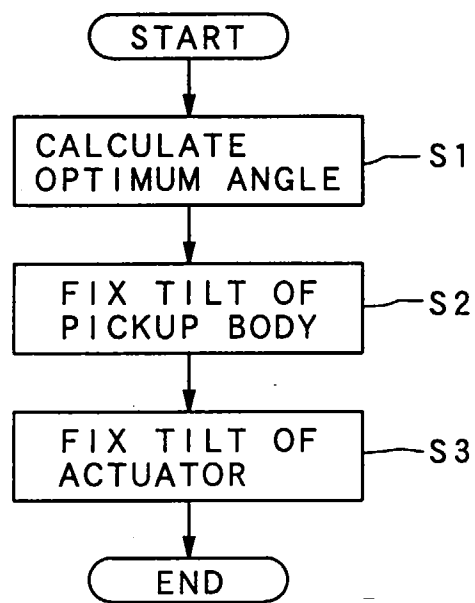 START
CALCULATE
OPTIMUM ANGLE
S1
FIX TILT OF
PICKUP BODY
S2
FIX TILT OF
ACTUATOR
S3
END